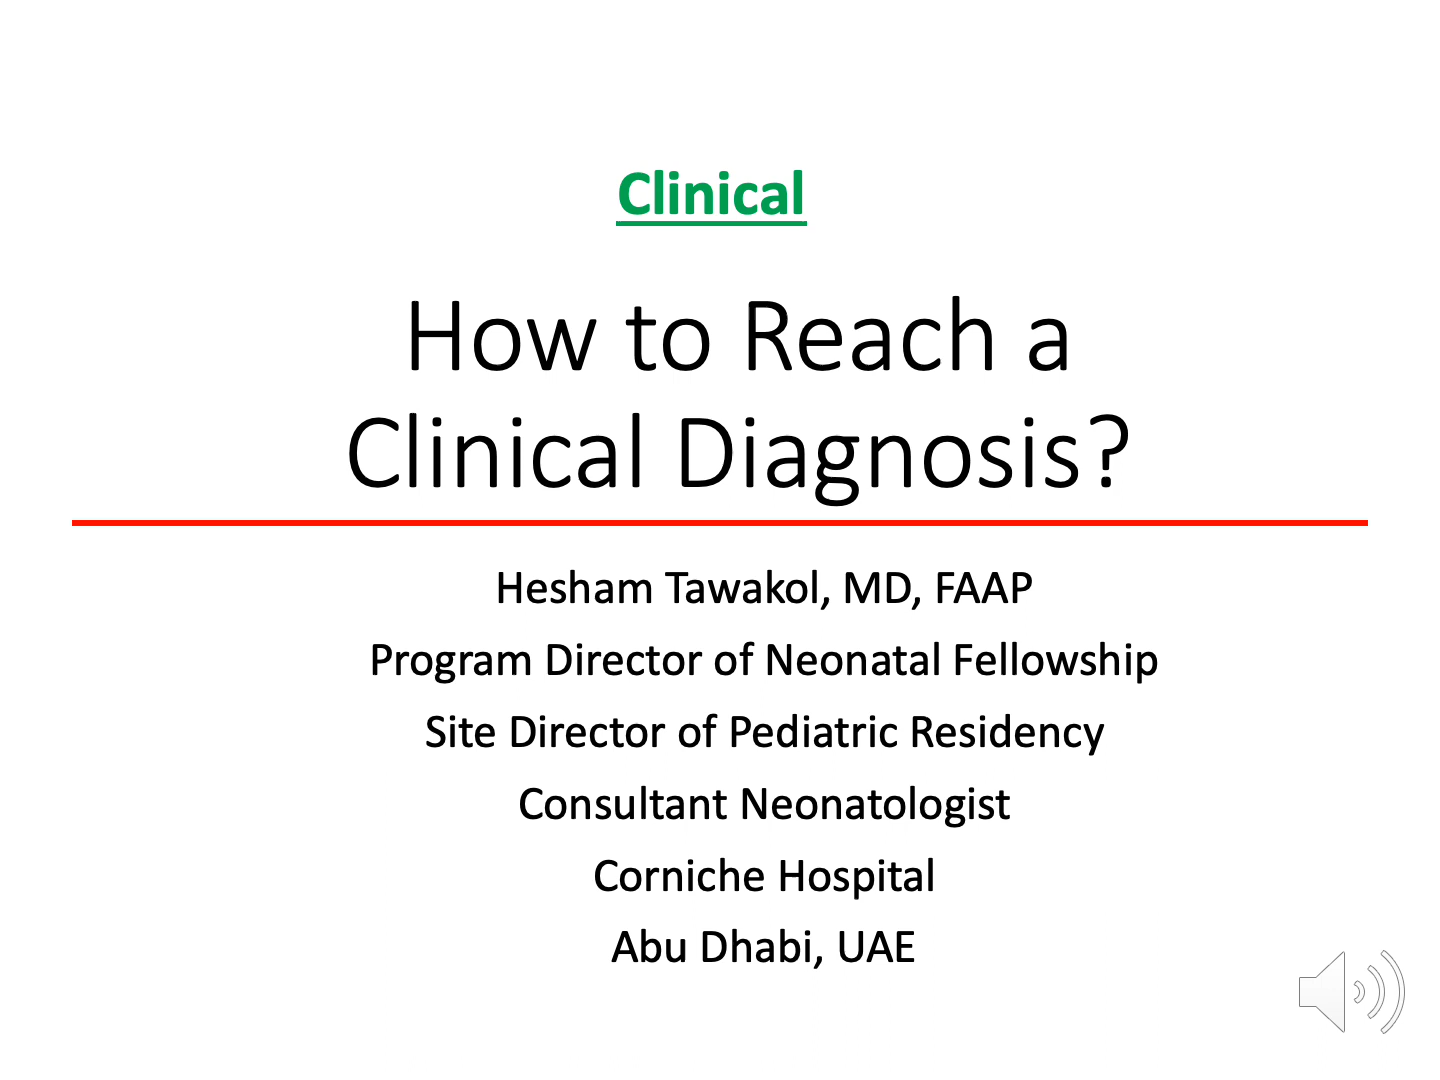 Clinical
How to Reach a
Clinical Diagnosis?
Hesham Tawakol, MD, FAAP
Program Director of Neonatal Fellowship
Site Director of Pediatric Residency
Consultant Neonatologist
Corniche Hospital
Abu Dhabi, UAE